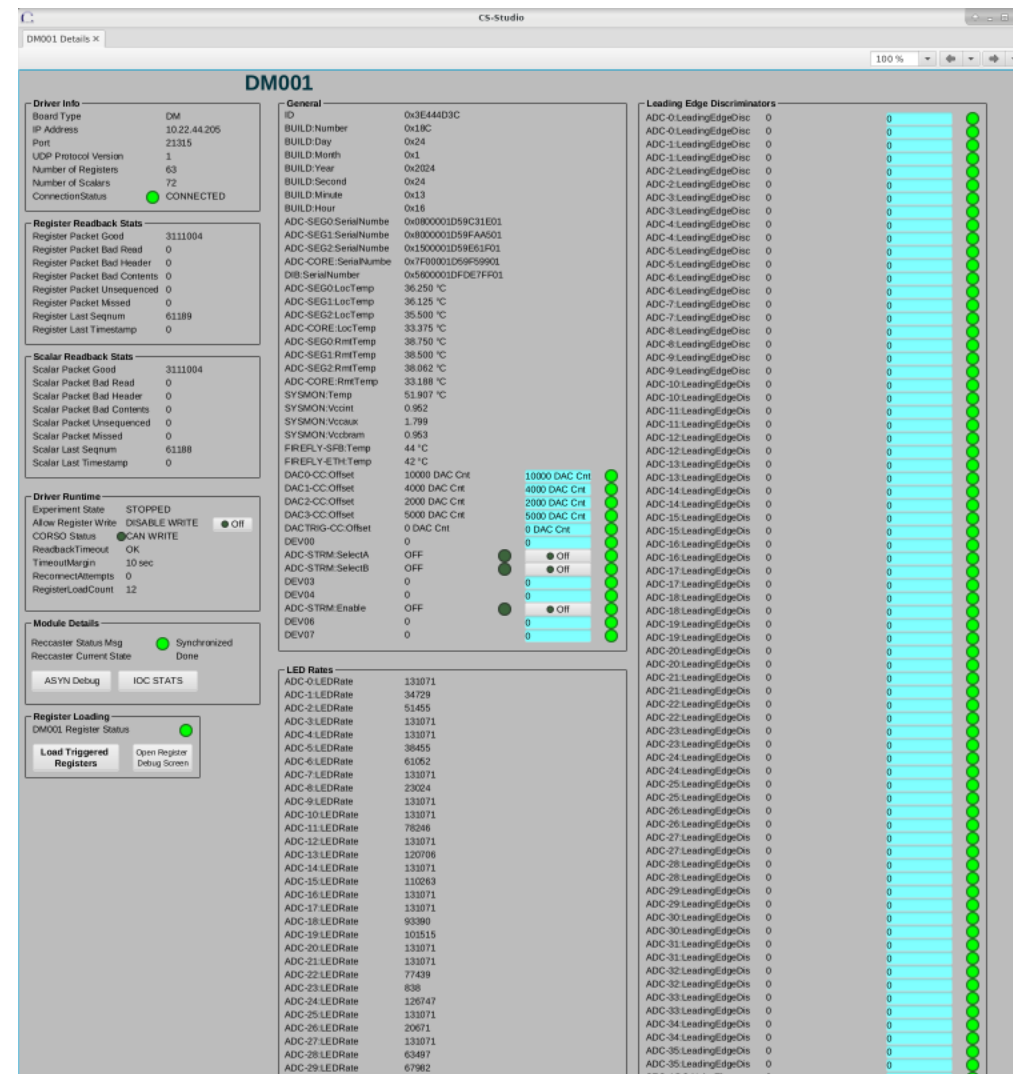 CS-Studio
DM001 Details ×
100 %
DM001
Driver Info
Board Type DM
IP Address 10.22.44.205
Port 21315
UDP Protocol Version 1
Number of Registers 63
Number of Scalars 72
ConnectionStatus CONNECTED
Register Readback Stats
Register Packet Good 3111004
Register Packet Bad Read 0
Register Packet Bad Header 0
Register Packet Bad Contents 0
Register Packet Unsequenced 0
Register Packet Missed 0
Register Last Seqnum 61189
Register Last Timestamp 0
Scalar Readback Stats
Scalar Packet Good 3111004
Scalar Packet Bad Read 0
Scalar Packet Bad Header 0
Scalar Packet Bad Contents 0
Scalar Packet Unsequenced 0
Scalar Packet Missed 0
Scalar Last Seqnum 61188
Scalar Last Timestamp 0
Driver Runtime
Experiment State STOPPED
Allow Register Write DISABLE WRITE Off
CORSO Status CAN WRITE
ReadbackTimeout OK
TimeoutMargin 10 sec
ReconnectAttempts 0
RegisterLoadCount 12
Module Details
Reccaster Status Msg Synchronized
Reccaster Current State Done
ASYN Debug IOC STATS
Register Loading
DM001 Register Status
Load Triggered Registers
Open Register Debug Screen
General
ID 0x3E444D3C
BUILD:Number 0x18C
BUILD:Day 0x24
BUILD:Month 0x1
BUILD:Year 0x2024
BUILD:Second 0x24
BUILD:Minute 0x13
BUILD:Hour 0x16
ADC-SEG0:SerialNumbe 0x0800001D59C31E01
ADC-SEG1:SerialNumbe 0x8000001D59FAA501
ADC-SEG2:SerialNumbe 0x1500001D59E61F01
ADC-CORE:SerialNumbe 0x7F00001D59F59901
DIB:SerialNumber 0x5600001DFDE7FF01
ADC-SEG0:LocTemp 36.250 °C
ADC-SEG1:LocTemp 36.125 °C
ADC-SEG2:LocTemp 35.500 °C
ADC-CORE:LocTemp 33.375 °C
ADC-SEG0:RmtTemp 38.750 °C
ADC-SEG1:RmtTemp 38.500 °C
ADC-SEG2:RmtTemp 38.062 °C
ADC-CORE:RmtTemp 33.188 °C
SYSMON:Temp 51.907 °C
SYSMON:Vccint 0.952
SYSMON:Vccaux 1.799
SYSMON:Vccbram 0.953
FIREFLY-SFB:Temp 44 °C
FIREFLY-ETH:Temp 42 °C
DAC0-CC:Offset 10000 DAC Cnt 10000 DAC Cnt
DAC1-CC:Offset 4000 DAC Cnt 4000 DAC Cnt
DAC2-CC:Offset 2000 DAC Cnt 2000 DAC Cnt
DAC3-CC:Offset 5000 DAC Cnt 5000 DAC Cnt
DACTRIG-CC:Offset 0 DAC Cnt 0 DAC Cnt
DEV00 0 0
ADC-STRM:SelectA OFF Off
ADC-STRM:SelectB OFF Off
DEV03 0 0
DEV04 0 0
ADC-STRM:Enable OFF Off
DEV06 0 0
DEV07 0 0
LED Rates
ADC-0:LEDRate 131071
ADC-1:LEDRate 34729
ADC-2:LEDRate 51455
ADC-3:LEDRate 131071
ADC-4:LEDRate 131071
ADC-5:LEDRate 38455
ADC-6:LEDRate 61052
ADC-7:LEDRate 131071
ADC-8:LEDRate 23024
ADC-9:LEDRate 131071
ADC-10:LEDRate 131071
ADC-11:LEDRate 78246
ADC-12:LEDRate 131071
ADC-13:LEDRate 120706
ADC-14:LEDRate 131071
ADC-15:LEDRate 110263
ADC-16:LEDRate 131071
ADC-17:LEDRate 131071
ADC-18:LEDRate 93390
ADC-19:LEDRate 101515
ADC-20:LEDRate 131071
ADC-21:LEDRate 131071
ADC-22:LEDRate 77439
ADC-23:LEDRate 838
ADC-24:LEDRate 126747
ADC-25:LEDRate 131071
ADC-26:LEDRate 20671
ADC-27:LEDRate 131071
ADC-28:LEDRate 63497
ADC-29:LEDRate 67982
Leading Edge Discriminators
ADC-0:LeadingEdgeDisc 0 0
ADC-0:LeadingEdgeDisc 0 0
ADC-1:LeadingEdgeDisc 0 0
ADC-1:LeadingEdgeDisc 0 0
ADC-2:LeadingEdgeDisc 0 0
ADC-2:LeadingEdgeDisc 0 0
ADC-3:LeadingEdgeDisc 0 0
ADC-3:LeadingEdgeDisc 0 0
ADC-4:LeadingEdgeDisc 0 0
ADC-4:LeadingEdgeDisc 0 0
ADC-5:LeadingEdgeDisc 0 0
ADC-5:LeadingEdgeDisc 0 0
ADC-6:LeadingEdgeDisc 0 0
ADC-6:LeadingEdgeDisc 0 0
ADC-7:LeadingEdgeDisc 0 0
ADC-7:LeadingEdgeDisc 0 0
ADC-8:LeadingEdgeDisc 0 0
ADC-8:LeadingEdgeDisc 0 0
ADC-9:LeadingEdgeDisc 0 0
ADC-9:LeadingEdgeDisc 0 0
ADC-10:LeadingEdgeDis 0 0
ADC-10:LeadingEdgeDis 0 0
ADC-11:LeadingEdgeDis 0 0
ADC-11:LeadingEdgeDis 0 0
ADC-12:LeadingEdgeDis 0 0
ADC-12:LeadingEdgeDis 0 0
ADC-13:LeadingEdgeDis 0 0
ADC-13:LeadingEdgeDis 0 0
ADC-14:LeadingEdgeDis 0 0
ADC-14:LeadingEdgeDis 0 0
ADC-15:LeadingEdgeDis 0 0
ADC-15:LeadingEdgeDis 0 0
ADC-16:LeadingEdgeDis 0 0
ADC-16:LeadingEdgeDis 0 0
ADC-17:LeadingEdgeDis 0 0
ADC-17:LeadingEdgeDis 0 0
ADC-18:LeadingEdgeDis 0 0
ADC-18:LeadingEdgeDis 0 0
ADC-19:LeadingEdgeDis 0 0
ADC-19:LeadingEdgeDis 0 0
ADC-20:LeadingEdgeDis 0 0
ADC-20:LeadingEdgeDis 0 0
ADC-21:LeadingEdgeDis 0 0
ADC-21:LeadingEdgeDis 0 0
ADC-22:LeadingEdgeDis 0 0
ADC-22:LeadingEdgeDis 0 0
ADC-23:LeadingEdgeDis 0 0
ADC-23:LeadingEdgeDis 0 0
ADC-24:LeadingEdgeDis 0 0
ADC-24:LeadingEdgeDis 0 0
ADC-25:LeadingEdgeDis 0 0
ADC-25:LeadingEdgeDis 0 0
ADC-26:LeadingEdgeDis 0 0
ADC-26:LeadingEdgeDis 0 0
ADC-27:LeadingEdgeDis 0 0
ADC-27:LeadingEdgeDis 0 0
ADC-28:LeadingEdgeDis 0 0
ADC-28:LeadingEdgeDis 0 0
ADC-29:LeadingEdgeDis 0 0
ADC-29:LeadingEdgeDis 0 0
ADC-30:LeadingEdgeDis 0 0
ADC-30:LeadingEdgeDis 0 0
ADC-31:LeadingEdgeDis 0 0
ADC-31:LeadingEdgeDis 0 0
ADC-32:LeadingEdgeDis 0 0
ADC-32:LeadingEdgeDis 0 0
ADC-33:LeadingEdgeDis 0 0
ADC-33:LeadingEdgeDis 0 0
ADC-34:LeadingEdgeDis 0 0
ADC-34:LeadingEdgeDis 0 0
ADC-35:LeadingEdgeDis 0 0
ADC-35:LeadingEdgeDis 0 0